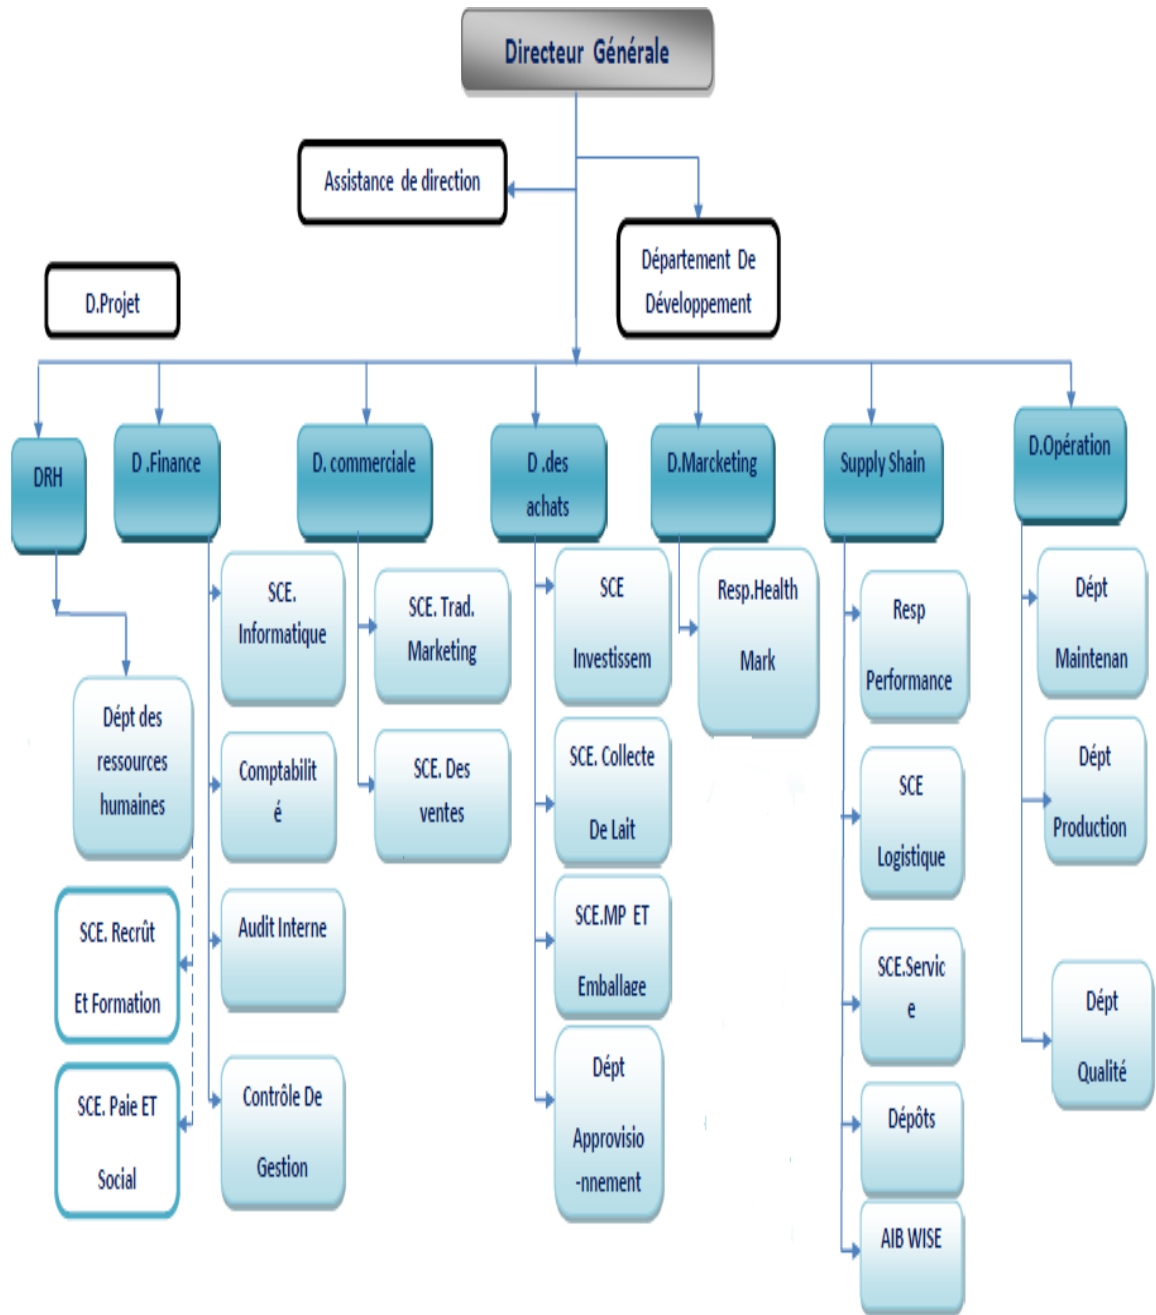 Directeur Générale
Assistance de direction
Département De
Développement
D.Projet
DRH
D .Finance
D. commerciale
D .des
achats
D.Marcketing
Supply Shain
D.Opération
Dépt des
ressources
humaines
SCE. Recrût
Et Formation
SCE. Paie ET
Social
SCE.
Informatique
Comptabilit
é
Audit Interne
Contrôle De
Gestion
SCE. Trad.
Marketing
SCE. Des
ventes
SCE
Investissem
SCE. Collecte
De Lait
SCE.MP ET
Emballage
Dépt
Approvisio
-nnement
Resp.Health
Mark
Resp
Performance
SCE
Logistique
SCE.Servic
e
Dépôts
AIB WISE
Dépt
Maintenan
Dépt
Production
Dépt
Qualité